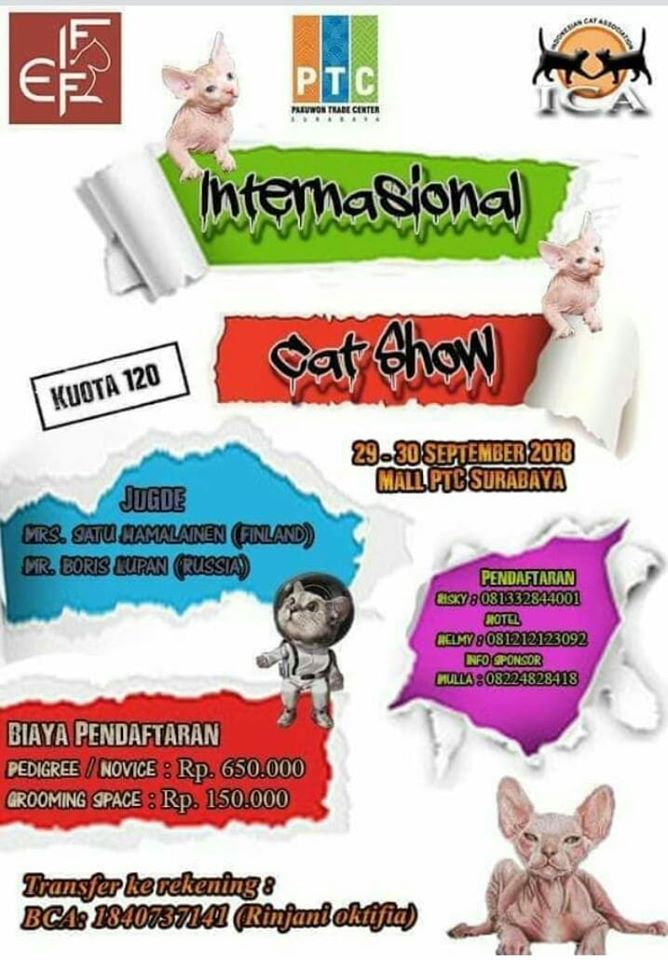 FIFe
PTC
PAKUWON TRADE CENTER
SURABAYA
INDONESIAN CAT ASSOCIATION
ICA
Internasional
Cat Show
KUOTA 120
29 - 30 SEPTEMBER 2018
MALL PTC SURABAYA
JUGDE
MRS. SATU HAMALAINEN (FINLAND)
MR. BORIS LUPAN (RUSSIA)
PENDAFTARAN
RISKY : 081332844001
HOTEL
HELMY : 081212123092
INFO SPONSOR
MULLA : 08224828418
BIAYA PENDAFTARAN
PEDIGREE / NOVICE : Rp. 650.000
GROOMING SPACE : Rp. 150.000
Transfer ke rekening :
BCA: 1840737141 (Rinjani oktifia)